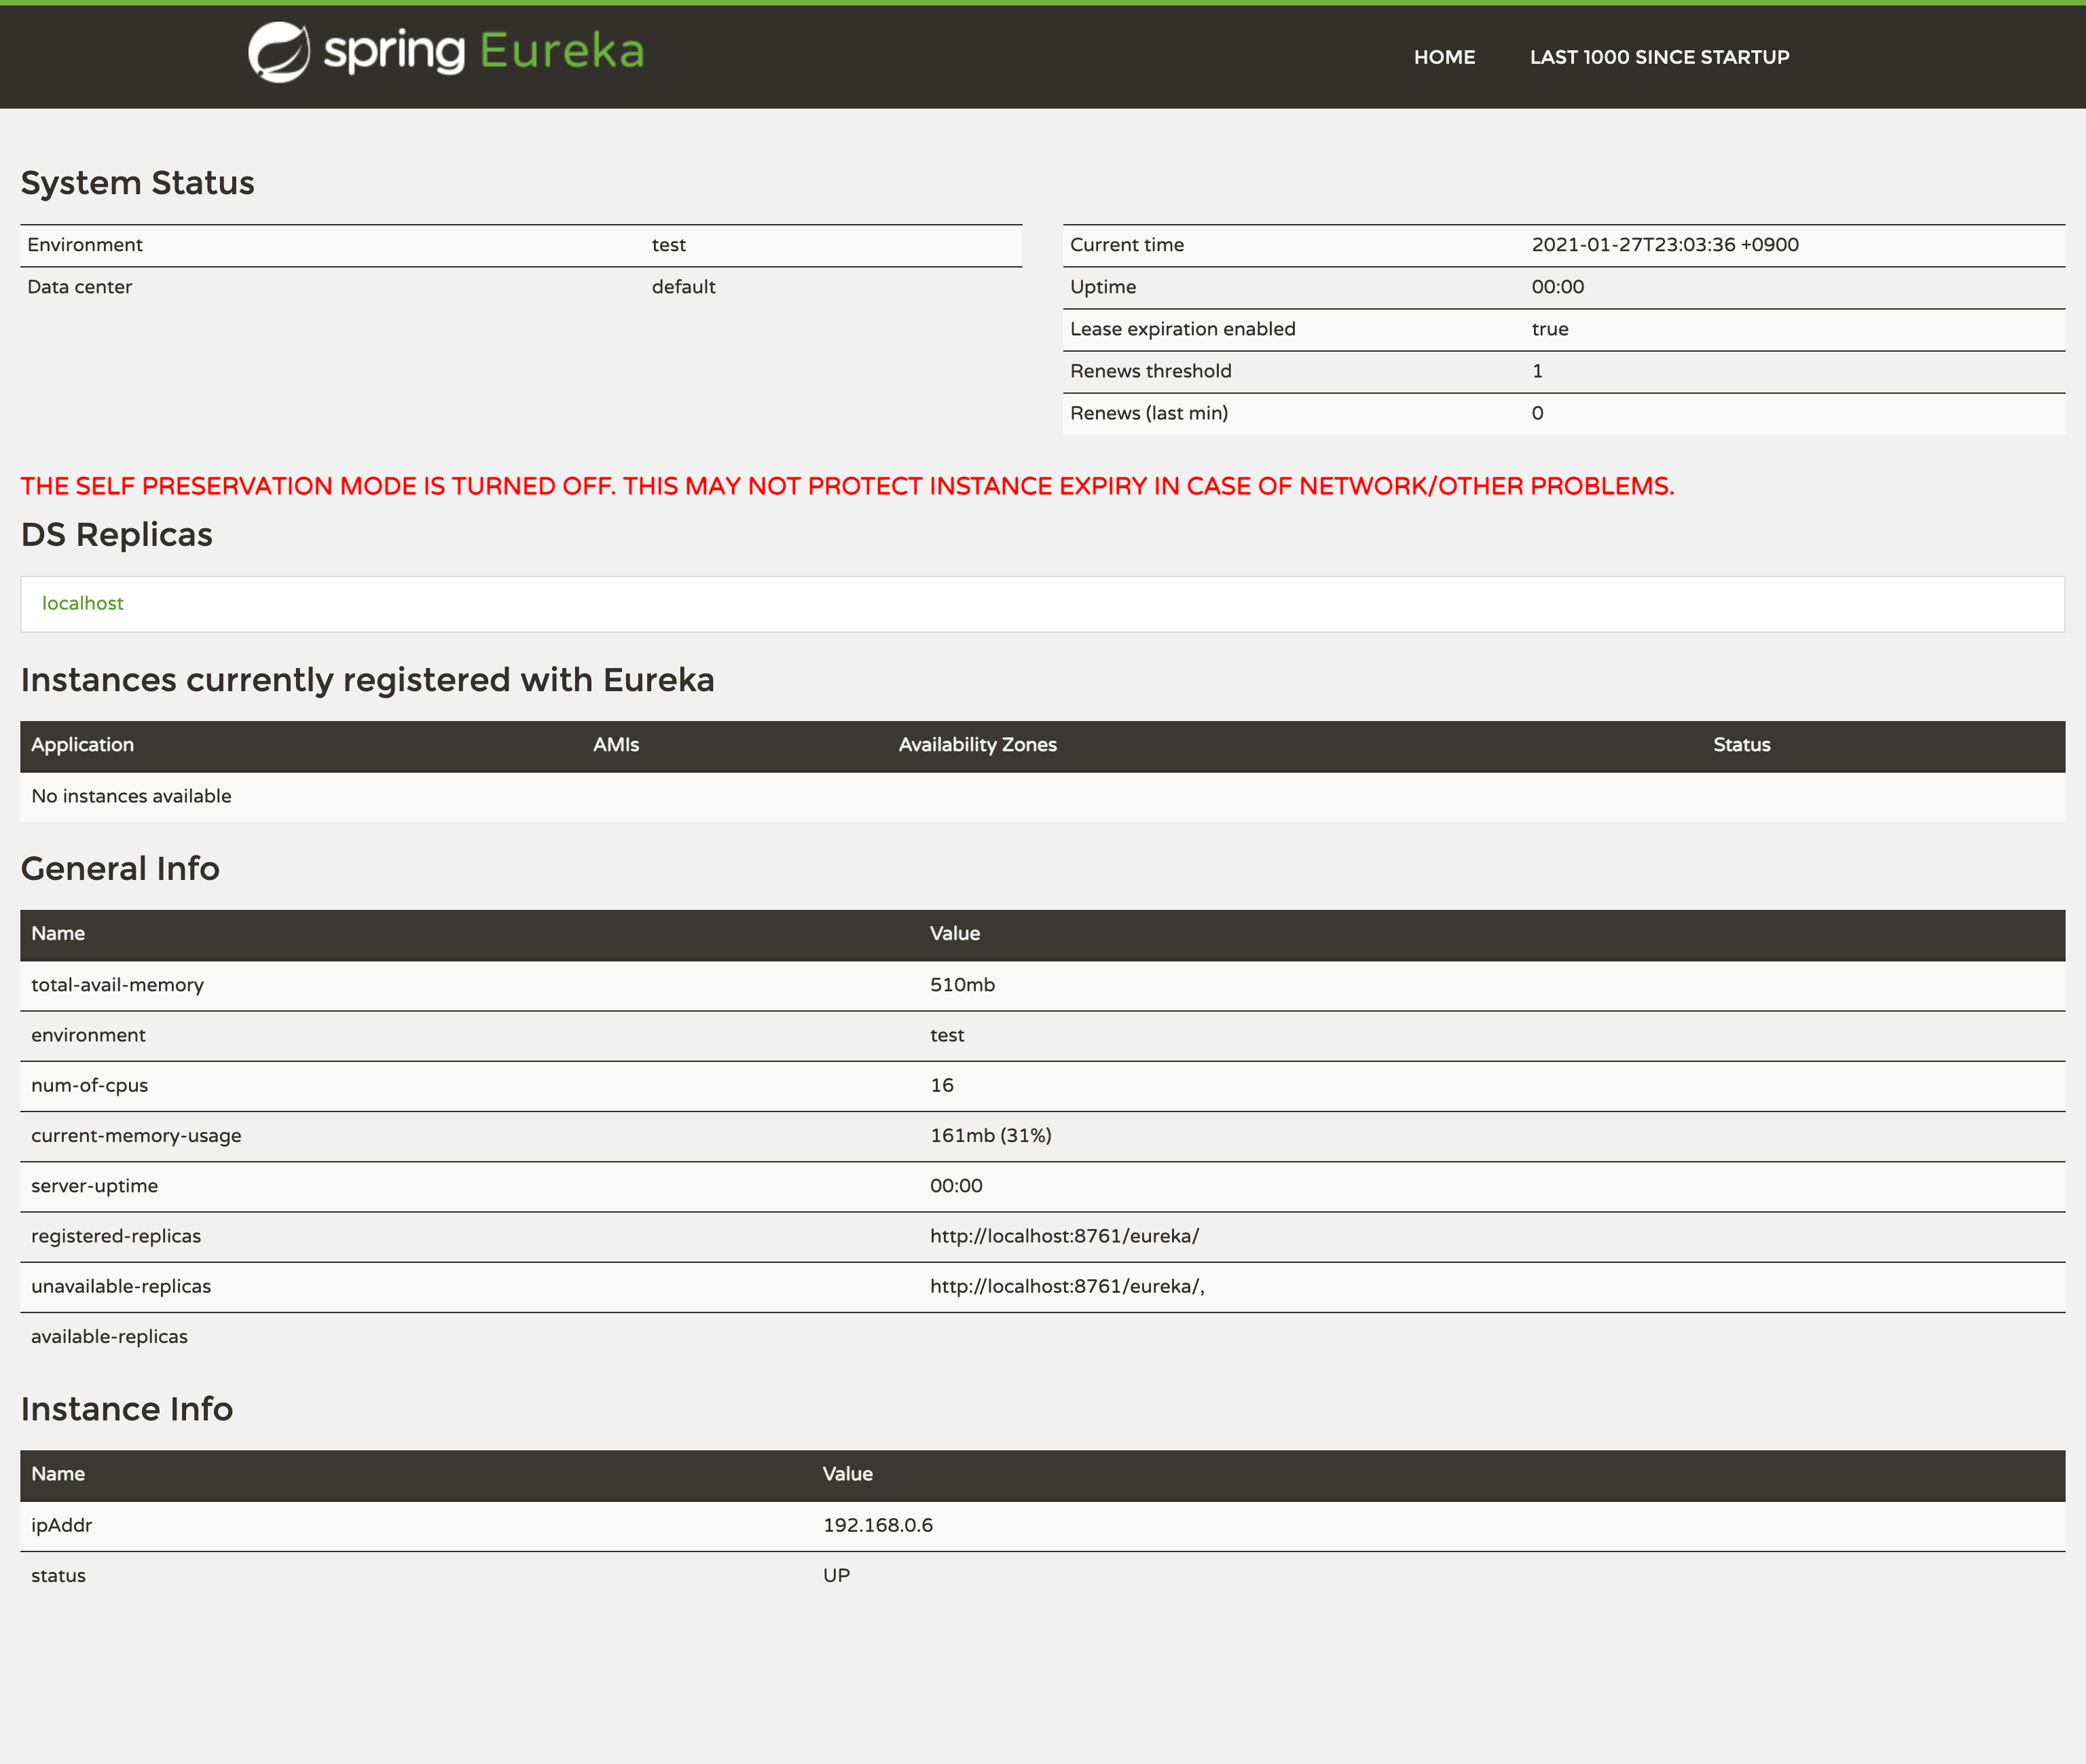 spring Eureka
HOME LAST 1000 SINCE STARTUP
System Status
Environment test
Data center default
Current time 2021-01-27T23:03:36 +0900
Uptime 00:00
Lease expiration enabled true
Renews threshold 1
Renews (last min) 0
THE SELF PRESERVATION MODE IS TURNED OFF. THIS MAY NOT PROTECT INSTANCE EXPIRY IN CASE OF NETWORK/OTHER PROBLEMS.
DS Replicas
localhost
Instances currently registered with Eureka
Application AMIs Availability Zones Status
No instances available
General Info
Name Value
total-avail-memory 510mb
environment test
num-of-cpus 16
current-memory-usage 161mb (31%)
server-uptime 00:00
registered-replicas http://localhost:8761/eureka/
unavailable-replicas http://localhost:8761/eureka/,
available-replicas
Instance Info
Name Value
ipAddr 192.168.0.6
status UP